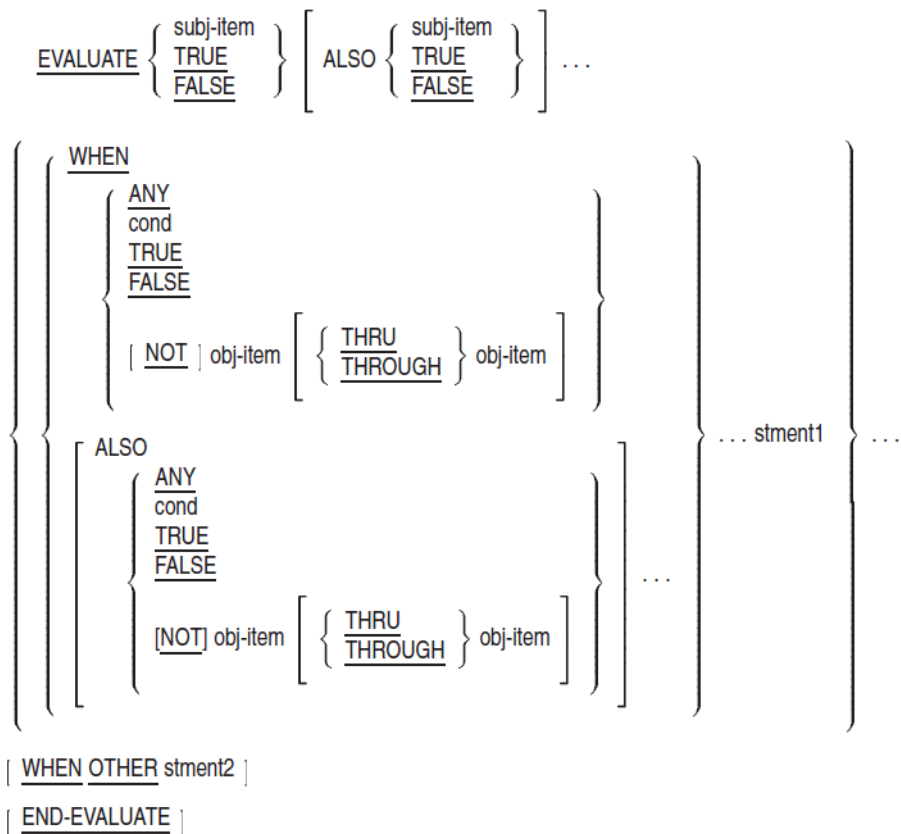 subj-item subj-item
EVALUATE TRUE ALSO TRUE ...
FALSE FALSE
WHEN
ANY
cond
TRUE
FALSE
[ NOT ] obj-item [ { THRU
THROUGH } obj-item ]
... stment1 ...
ALSO
ANY
cond
TRUE
FALSE
...
[NOT] obj-item [ { THRU
THROUGH } obj-item ]
[ WHEN OTHER stment2 ]
[ END-EVALUATE ]